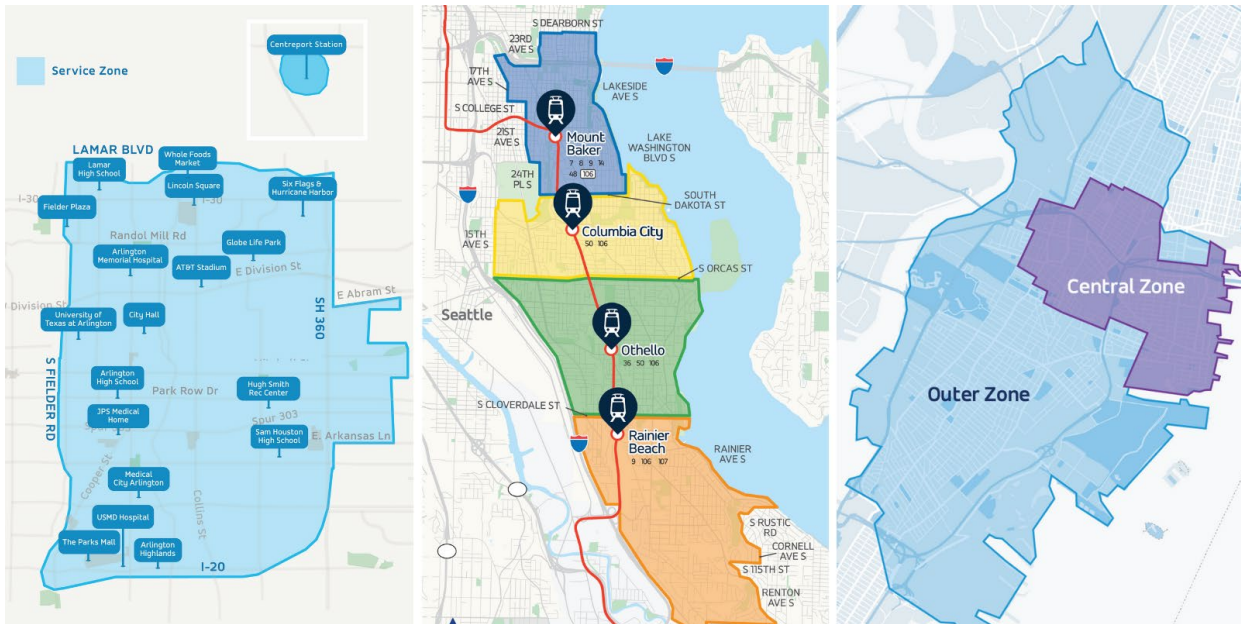 Centreport Station
Service Zone
LAMAR BLVD
Lamar
High School
Whole Foods
Market
Lincoln Square
Six Flags &
Hurricane Harbor
I-30
I-30
Fielder Plaza
Randol Mill Rd
Globe Life Park
Arlington
Memorial Hospital
AT&T Stadium
E Division St
E Abram St
Division St
University of
Texas at Arlington
City Hall
SH 360
S FIELDER RD
Arlington
High School
Park Row Dr
Hugh Smith
Rec Center
JPS Medical
Home
Spur 303
Sam Houston
High School
E. Arkansas Ln
Cooper St
Medical
City Arlington
Collins St
USMD Hospital
The Parks Mall
Arlington
Highlands
I-20
S DEARBORN ST
23RD
AVE S
17TH
AVE S
LAKESIDE
AVE S
S COLLEGE ST
21ST
AVE S
Mount
Baker
7 8 9 14
48 106
LAKE
WASHINGTON
BLVD S
24TH
PL S
SOUTH
DAKOTA ST
15TH
AVE S
Columbia City
50 106
S ORCAS ST
Seattle
Othello
36 50 106
S CLOVERDALE ST
Rainier
Beach
9 106 107
RAINIER
AVE S
S RUSTIC
RD
CORNELL
AVE S
S 115TH ST
RENTON
AVE S
Central Zone
Outer Zone